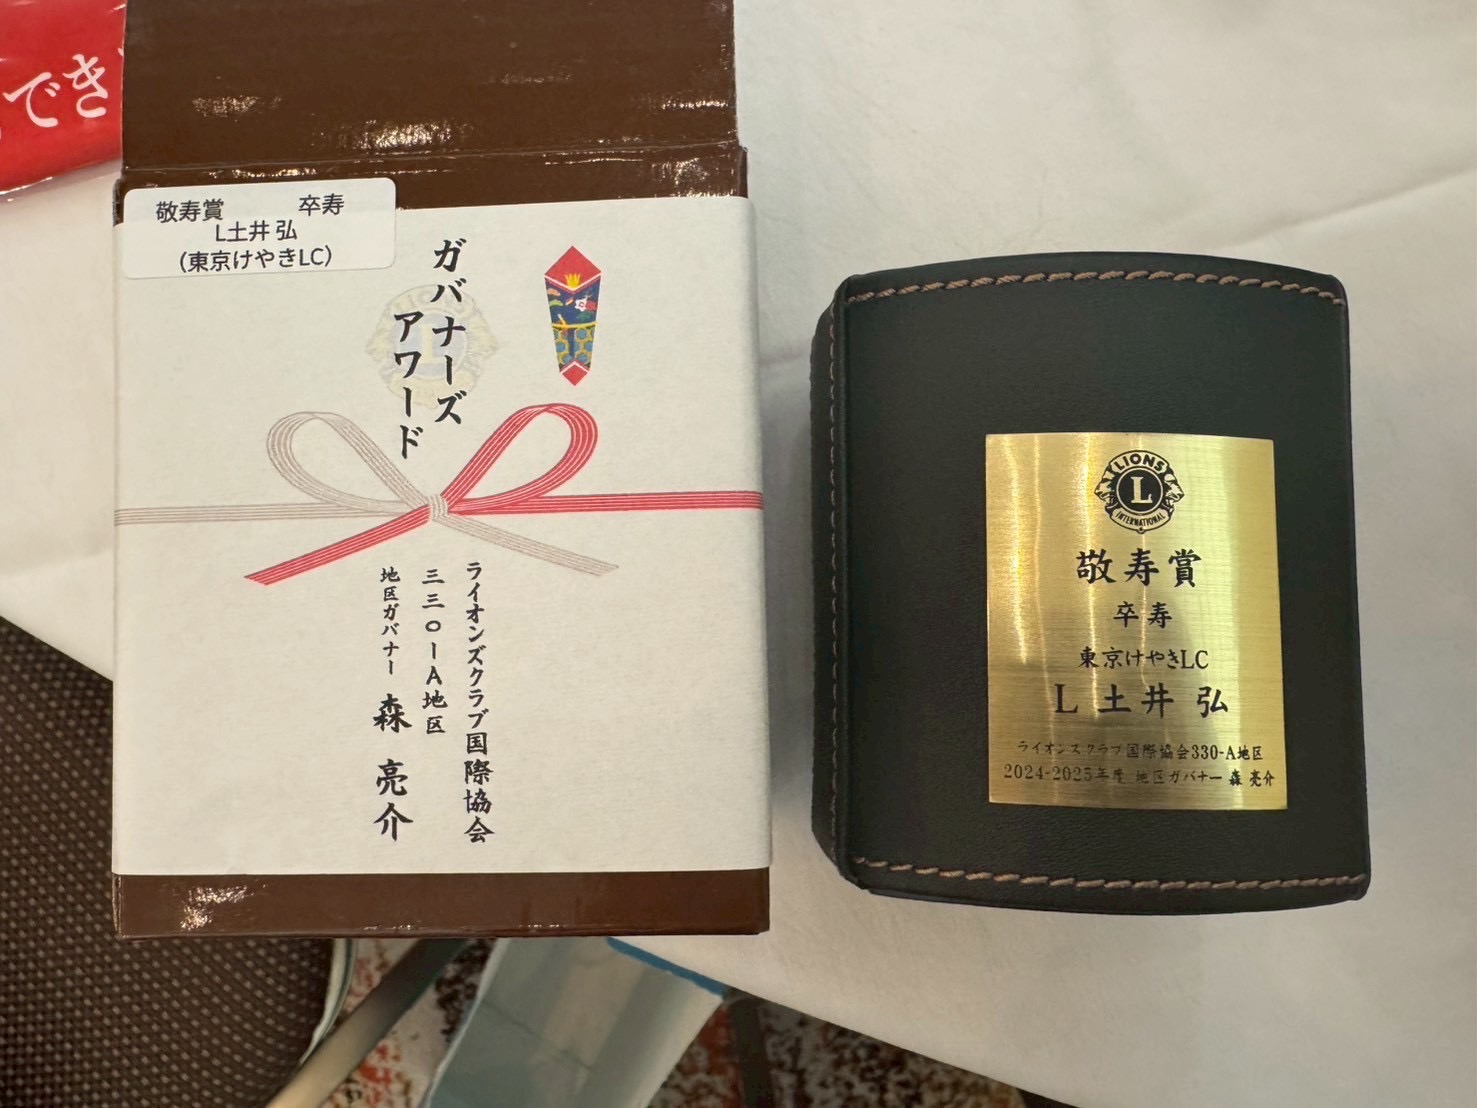 でき
敬寿賞 卒寿
L土井 弘
（東京けやきLC）
ガバナーズ
アワード
LIONS
L
ライオンズクラブ国際協会
三三〇ーA地区
地区ガバナー 森 亮介
LIONS
L
INTERNATIONAL
敬寿賞
卒寿
東京けやきLC
L 土井 弘
ライオンズクラブ国際協会330-A地区
2024-2025年度 地区ガバナー 森 亮介